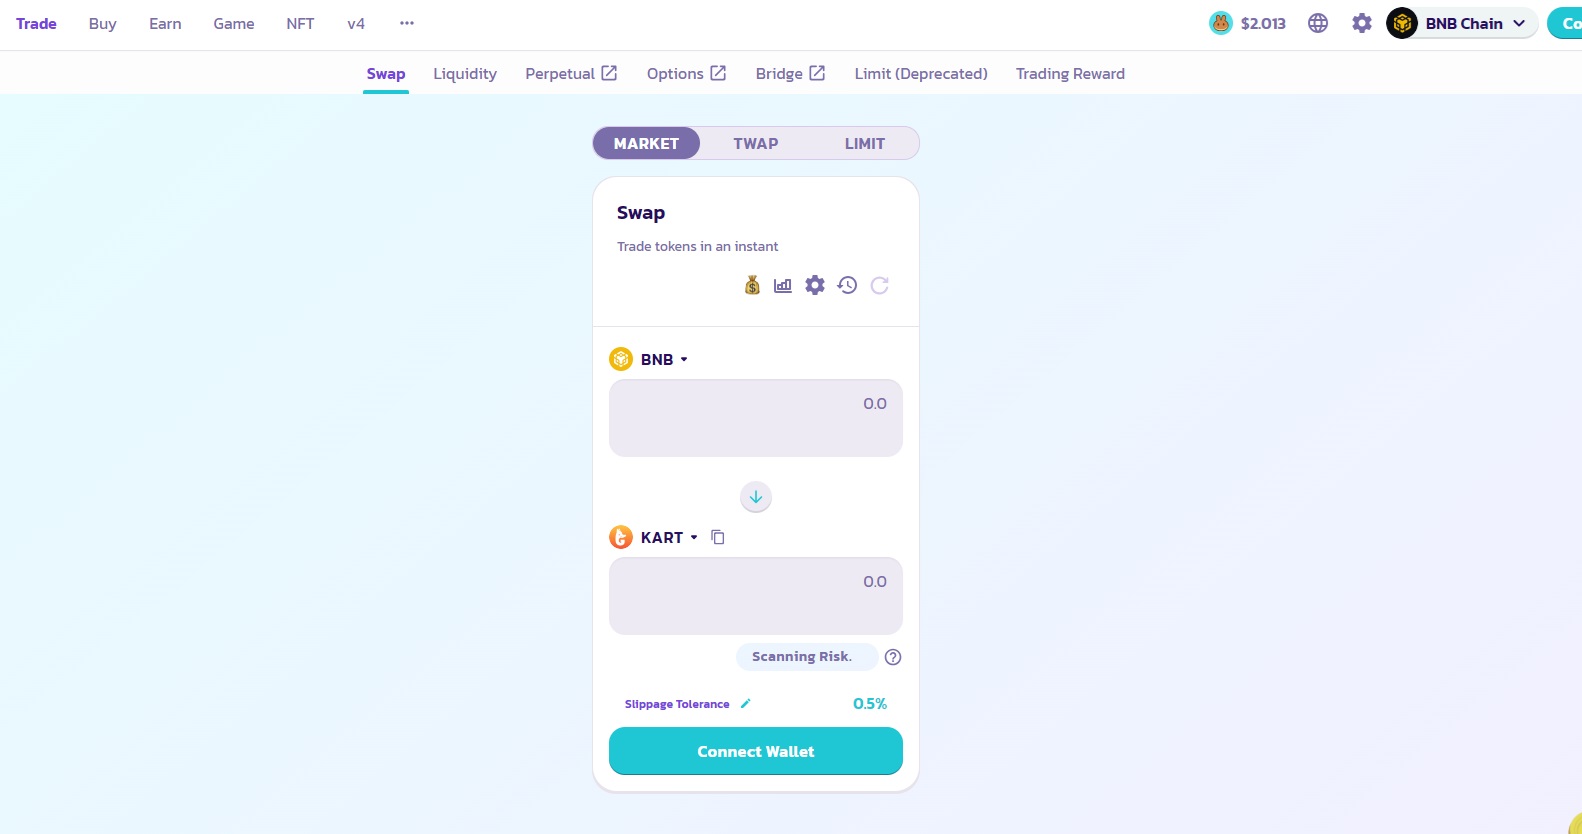 Trade Buy Earn Game NFT v4 ··· $2.013 BNB Chain Co
Swap Liquidity Perpetual Options Bridge Limit (Deprecated) Trading Reward
MARKET TWAP LIMIT
Swap
Trade tokens in an instant
BNB
0.0
KART
0.0
Scanning Risk.
Slippage Tolerance 0.5%
Connect Wallet